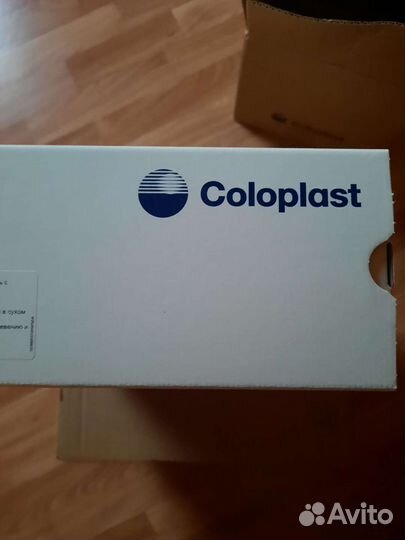 Coloplast
ь с
в сухом
Avito